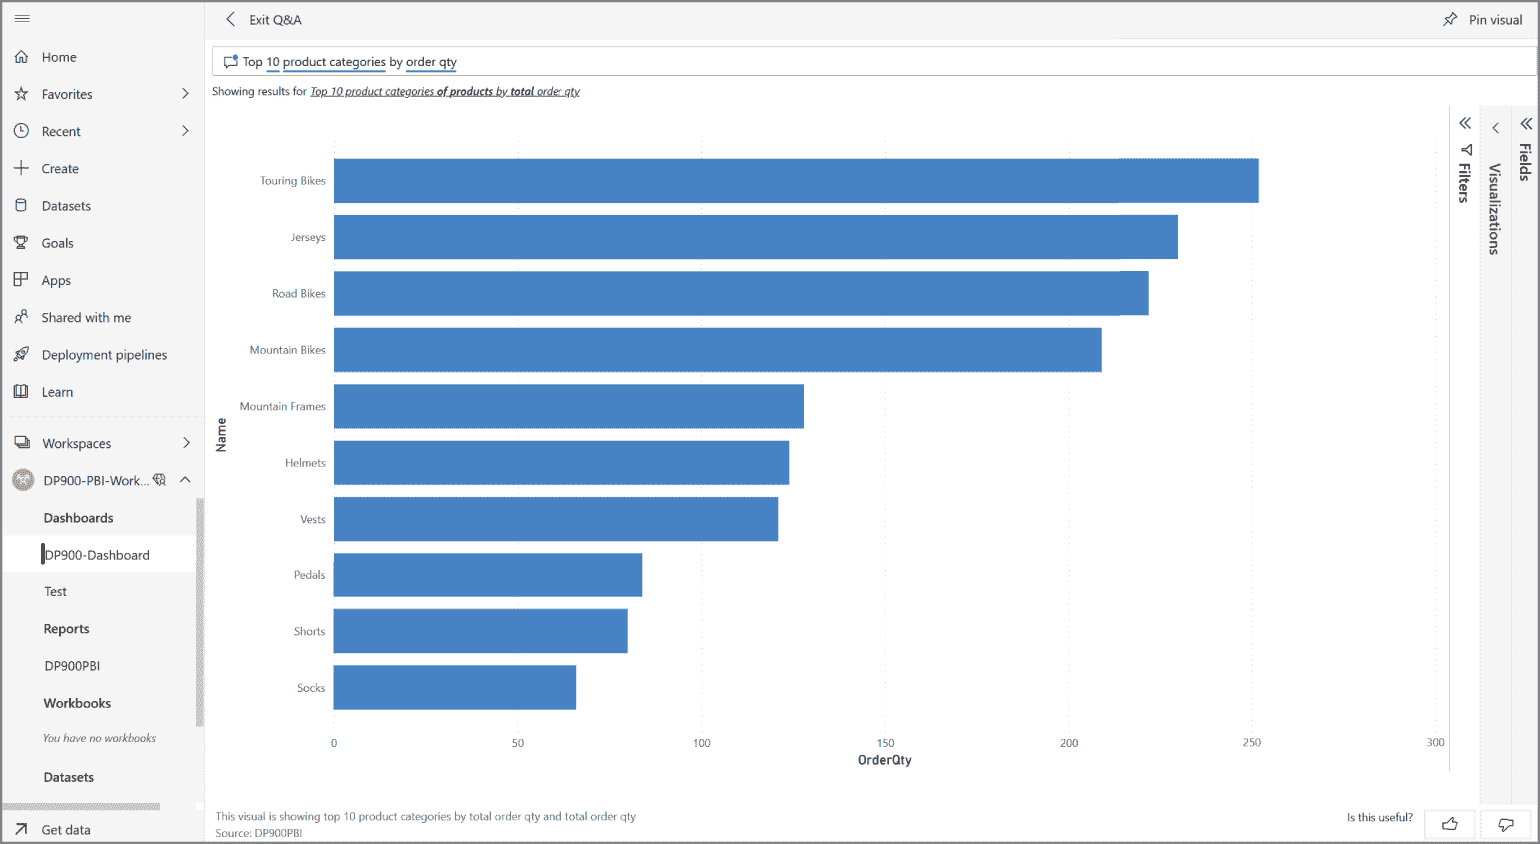 Exit Q&A
Pin visual
Home
Favorites
Recent
Create
Datasets
Goals
Apps
Shared with me
Deployment pipelines
Learn
Workspaces
DP900-PBI-Work...
Dashboards
DP900-Dashboard
Test
Reports
DP900PBI
Workbooks
You have no workbooks
Datasets
Get data
Top 10 product categories by order qty
Showing results for Top 10 product categories of products by total order qty
Name
Touring Bikes
Jerseys
Road Bikes
Mountain Bikes
Mountain Frames
Helmets
Vests
Pedals
Shorts
Socks
0 50 100 150 200 250 300
OrderQty
Filters
Visualizations
Fields
This visual is showing top 10 product categories by total order qty and total order qty
Source: DP900PBI
Is this useful?